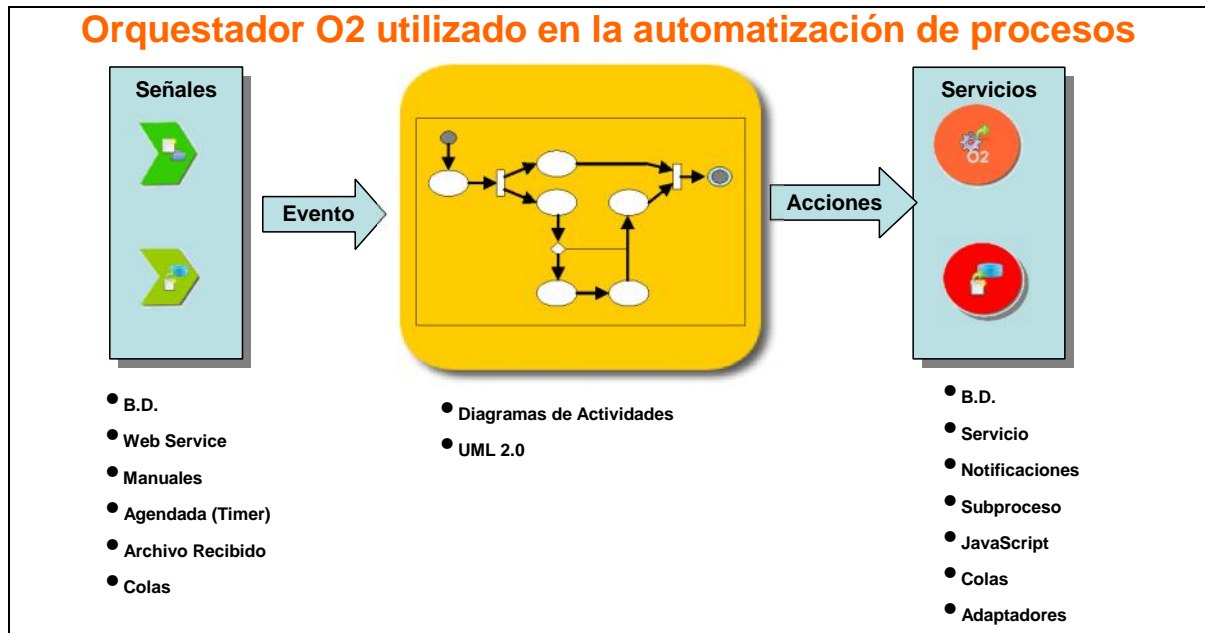 Orquestador O2 utilizado en la automatización de procesos
Señales
Servicios
O2
Evento
Acciones
B.D.
Web Service
Manuales
Agendada (Timer)
Archivo Recibido
Colas
Diagramas de Actividades
UML 2.0
B.D.
Servicio
Notificaciones
Subproceso
JavaScript
Colas
Adaptadores